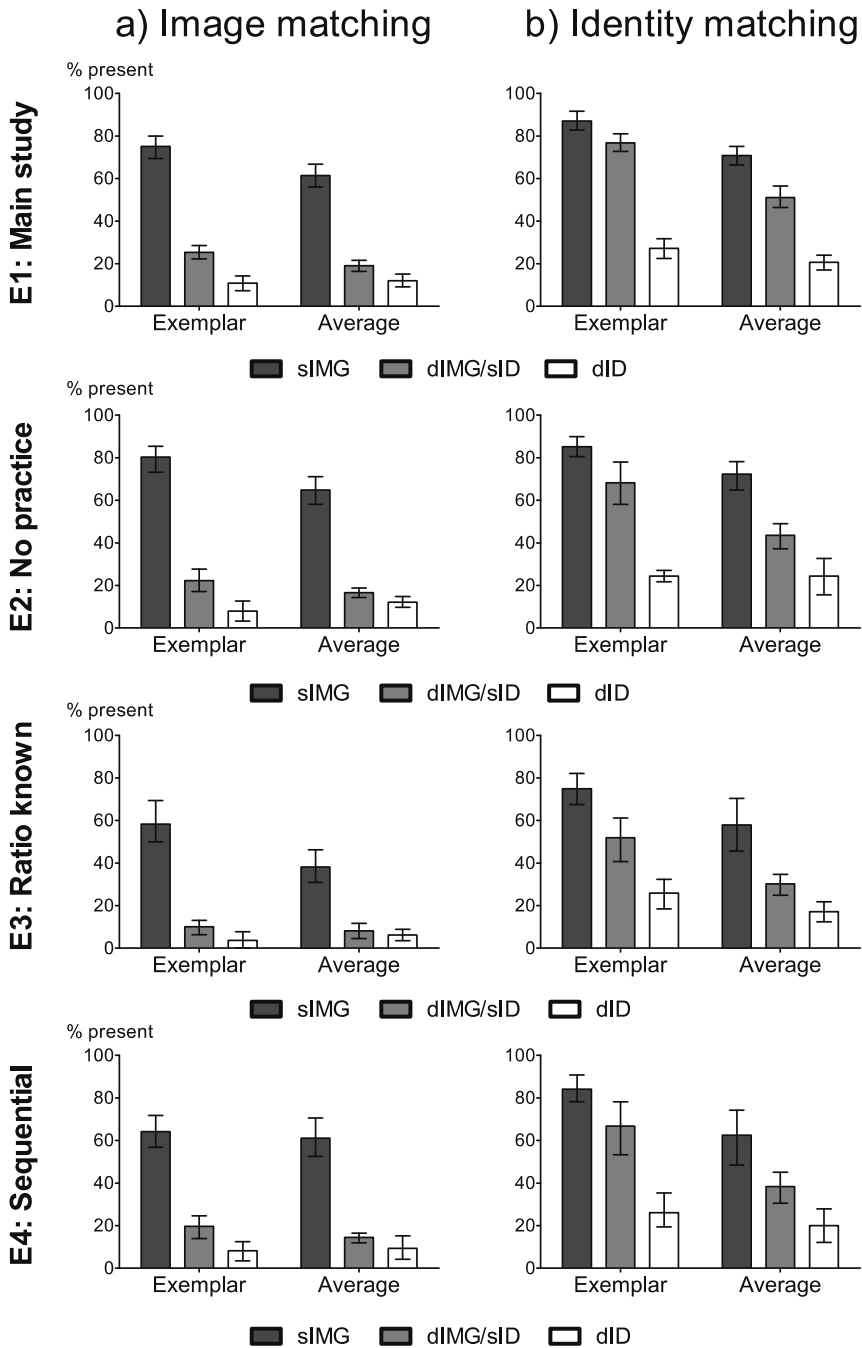 a) Image matching b) Identity matching
E1: Main study
% present
100 100
80 80
60 60
40 40
20 20
0 0
Exemplar Average Exemplar Average
sIMG dIMG/sID dID
E2: No practice
% present
100 100
80 80
60 60
40 40
20 20
0 0
Exemplar Average Exemplar Average
sIMG dIMG/sID dID
E3: Ratio known
% present
100 100
80 80
60 60
40 40
20 20
0 0
Exemplar Average Exemplar Average
sIMG dIMG/sID dID
E4: Sequential
% present
100 100
80 80
60 60
40 40
20 20
0 0
Exemplar Average Exemplar Average
sIMG dIMG/sID dID